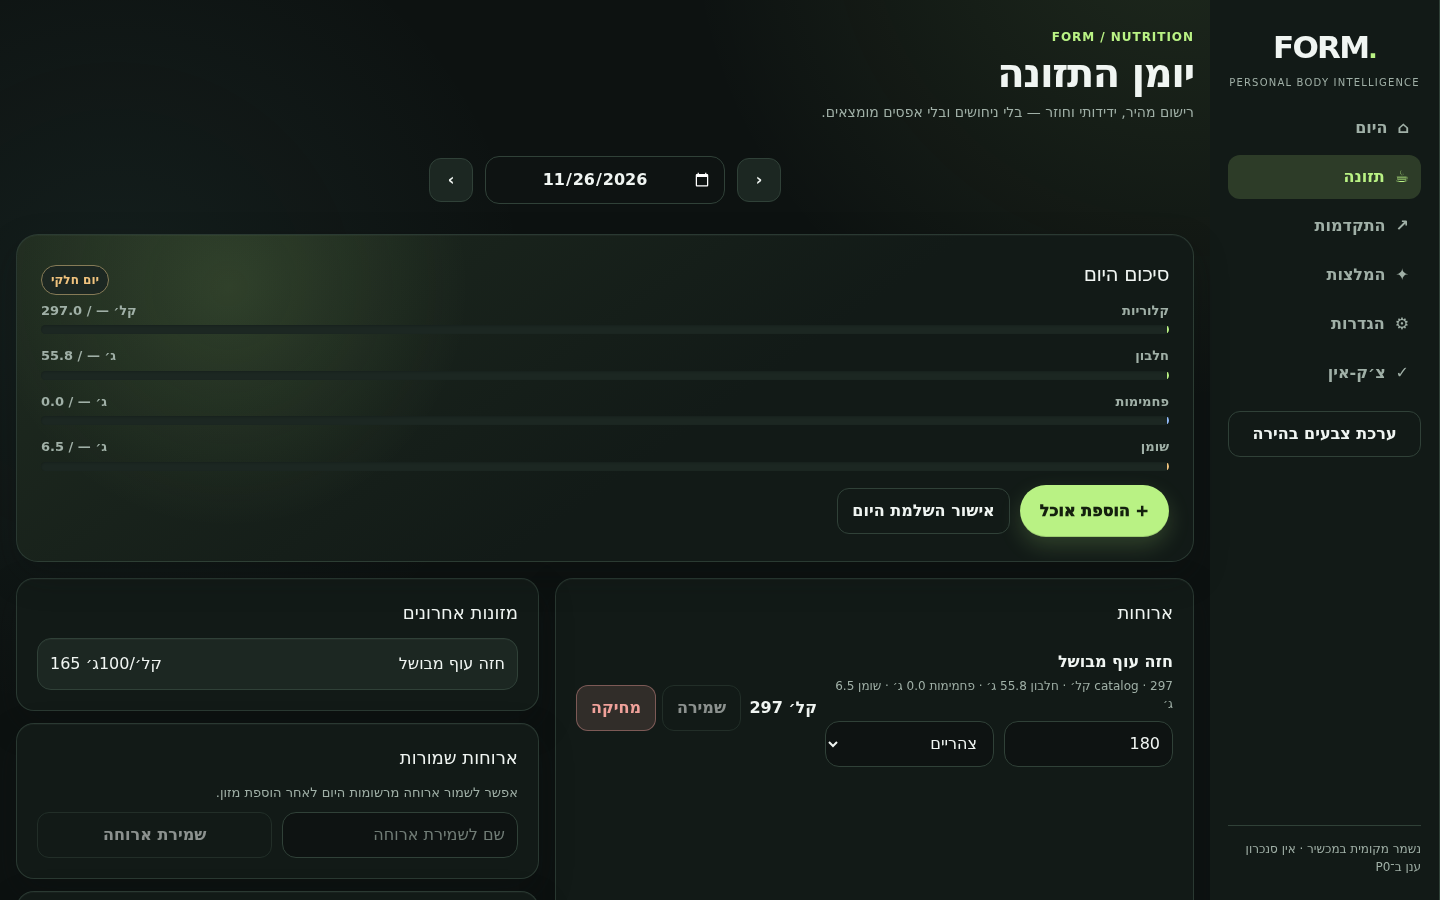 FORM.
PERSONAL BODY INTELLIGENCE
⌂ היום
☕ תזונה
↗ התקדמות
✦ המלצות
⚙ הגדרות
✓ צ׳ק-אין
ערכת צבעים בהירה
נשמר מקומית במכשיר · אין סנכרון
ענן ב־P0
FORM / NUTRITION
יומן התזונה
רישום מהיר, ידידותי וחוזר — בלי ניחושים ובלי אפסים מומצאים.
11/26/2026
סיכום היום
יום חלקי
קלוריות
297.0 / — קל׳
חלבון
55.8 / — ג׳
פחמימות
0.0 / — ג׳
שומן
6.5 / — ג׳
+ הוספת אוכל
אישור השלמת היום
ארוחות
חזה עוף מבושל
catalog · 297 קל׳ · חלבון 55.8 ג׳ · פחמימות 0.0 ג׳ · שומן 6.5
ג׳
180
צהריים
297 קל׳
שמירה
מחיקה
מזונות אחרונים
חזה עוף מבושל
165 קל׳/100ג׳
ארוחות שמורות
אפשר לשמור ארוחה מרשומות היום לאחר הוספת מזון.
שם לשמירת ארוחה
שמירת ארוחה